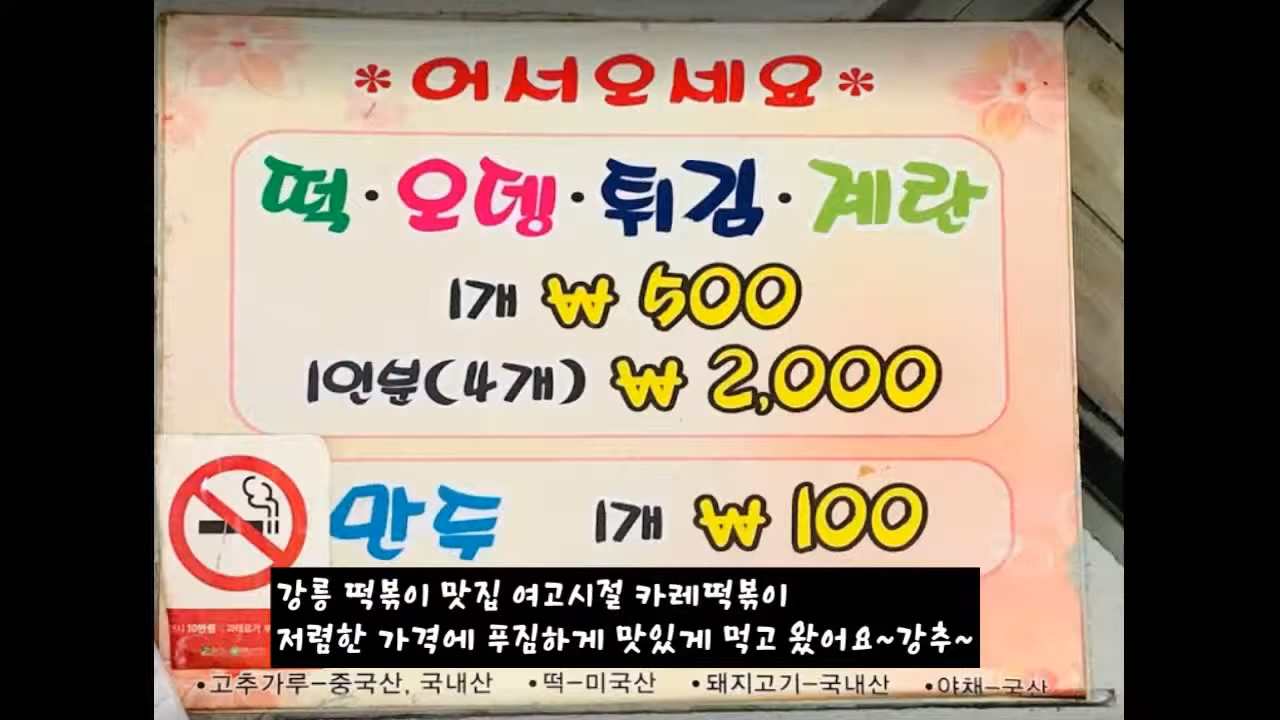 *어서오세요*
떡·오뎅·튀김·계란
1개 ₩500
1인분(4개) ₩2,000
만두 1개 ₩100
강릉 떡볶이 맛집 여고시절 카레떡볶이
저렴한 가격에 푸짐하게 맛있게 먹고 왔어요~강추~
•고추가루-중국산, 국내산 •떡-미국산 •돼지고기-국내산 •야채-국산